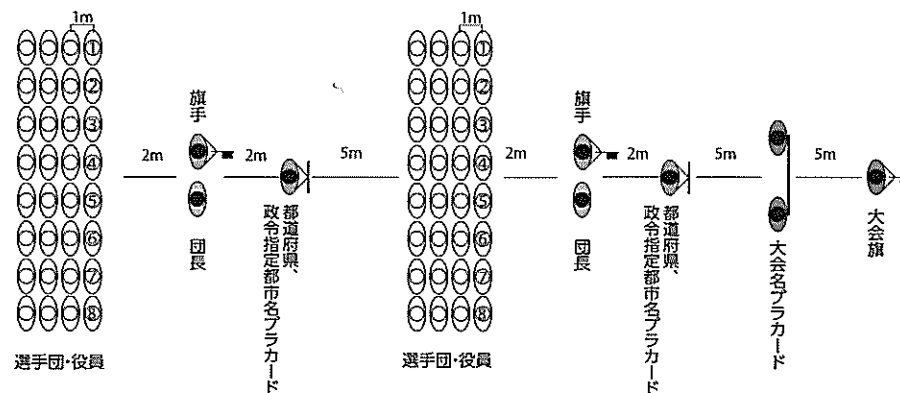 1m
①
②
③
④
⑤
⑥
⑦
⑧
選手団・役員
2m
旗手
団長
2m
都道府県、
政令指定都市名プラカード
5m
1m
①
②
③
④
⑤
⑥
⑦
⑧
選手団・役員
2m
旗手
団長
2m
都道府県、
政令指定都市名プラカード
5m
大会名プラカード
5m
大会旗